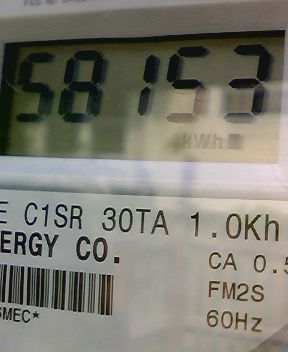 58153
kWh
E C1SR 30TA 1.0Kh
ERGY CO.
CA 0.5
FM2S
60Hz
SMEC*